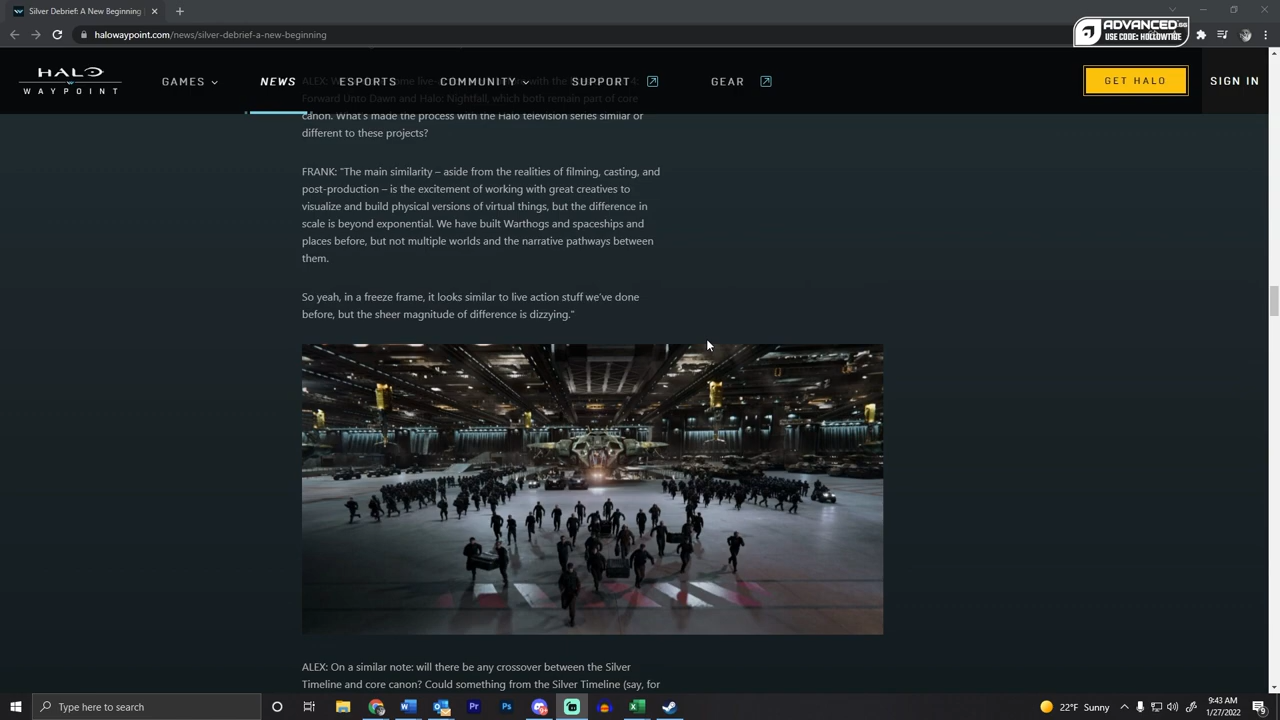 Silver Debrief: A New Beginning |
halowaypoint.com/news/silver-debrief-a-new-beginning
ADVANCED.GG
USE CODE: HOLLOWTIDE
HALO
WAYPOINT
GAMES
NEWS
ESPORTS
COMMUNITY
SUPPORT
GEAR
GET HALO
SIGN IN
Forward Unto Dawn and Halo: Nightfall, which both remain part of core
canon. What's made the process with the Halo television series similar or
different to these projects?
FRANK: "The main similarity – aside from the realities of filming, casting, and
post-production – is the excitement of working with great creatives to
visualize and build physical versions of virtual things, but the difference in
scale is beyond exponential. We have built Warthogs and spaceships and
places before, but not multiple worlds and the narrative pathways between
them.
So yeah, in a freeze frame, it looks similar to live action stuff we've done
before, but the sheer magnitude of difference is dizzying."
ALEX: On a similar note: will there be any crossover between the Silver
Timeline and core canon? Could something from the Silver Timeline (say, for
Type here to search
22°F Sunny
9:43 AM
1/27/2022